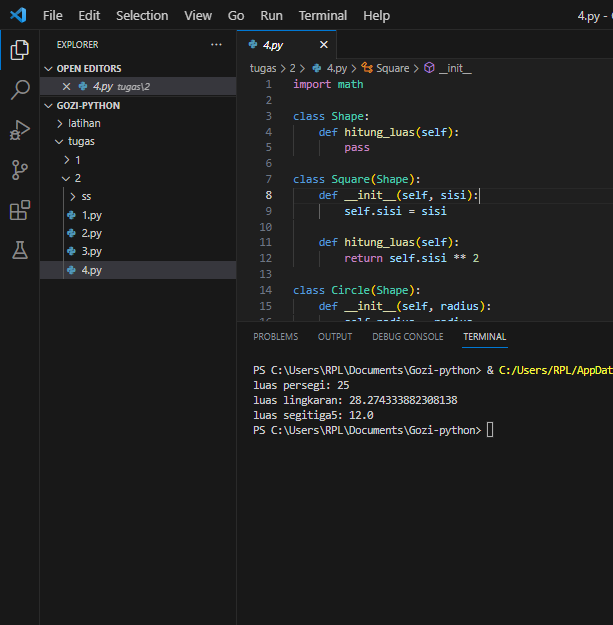 File Edit Selection View Go Run Terminal Help 4.py -
EXPLORER ···
OPEN EDITORS
4.py tugas\2
GOZI-PYTHON
latihan
tugas
1
2
ss
1.py
2.py
3.py
4.py
4.py
tugas > 2 > 4.py > Square > __init__
1 import math
2
3 class Shape:
4 def hitung_luas(self):
5 pass
6
7 class Square(Shape):
8 def __init__(self, sisi):
9 self.sisi = sisi
10
11 def hitung_luas(self):
12 return self.sisi ** 2
13
14 class Circle(Shape):
15 def __init__(self, radius):
16 self.radius = radius
PROBLEMS OUTPUT DEBUG CONSOLE TERMINAL
PS C:\Users\RPL\Documents\Gozi-python> & C:/Users/RPL/AppDat
luas persegi: 25
luas lingkaran: 28.274333882308138
luas segitiga5: 12.0
PS C:\Users\RPL\Documents\Gozi-python>